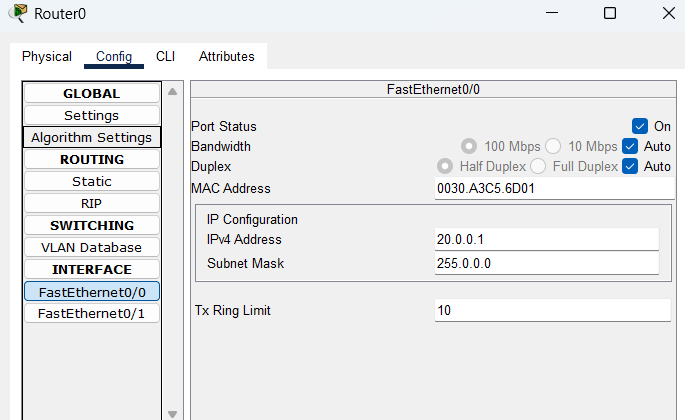 Router0
Physical Config CLI Attributes
GLOBAL
Settings
Algorithm Settings
ROUTING
Static
RIP
SWITCHING
VLAN Database
INTERFACE
FastEthernet0/0
FastEthernet0/1
FastEthernet0/0
Port Status On
Bandwidth 100 Mbps 10 Mbps Auto
Duplex Half Duplex Full Duplex Auto
MAC Address 0030.A3C5.6D01
IP Configuration
IPv4 Address 20.0.0.1
Subnet Mask 255.0.0.0
Tx Ring Limit 10